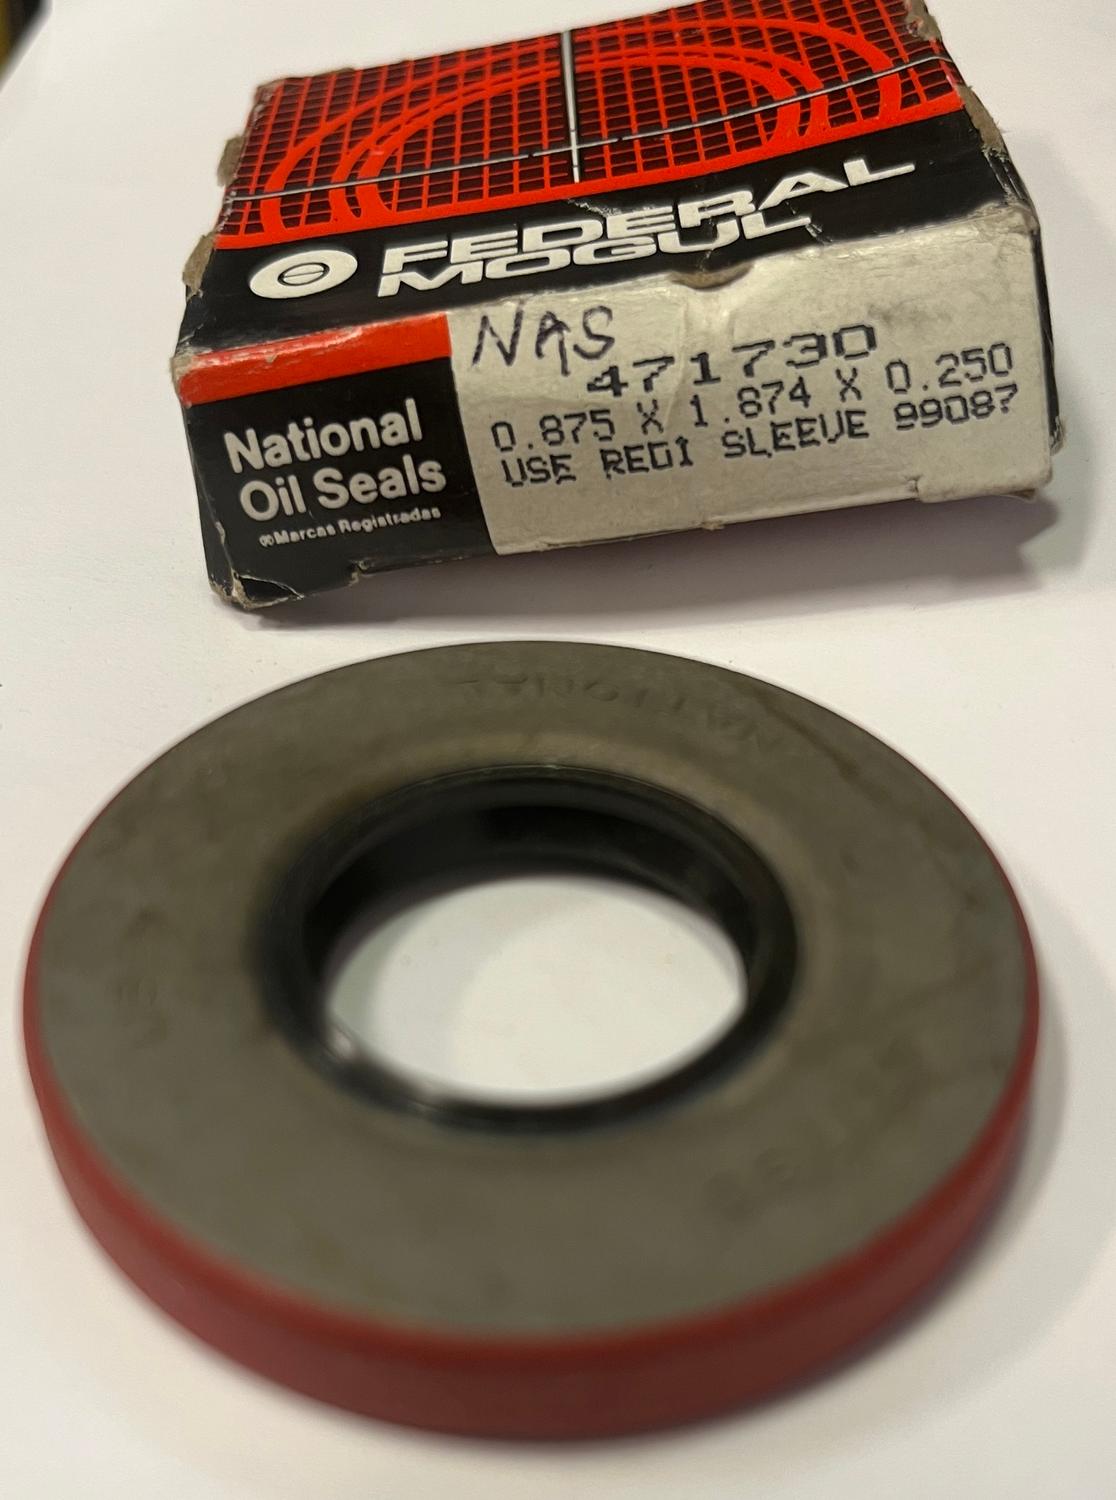 FEDERAL
MOGUL
NAS
471730
0.875 X 1.874 X 0.250
USE REDI SLEEVE 99087
National
Oil Seals
Marcas Registradas
NATIONAL